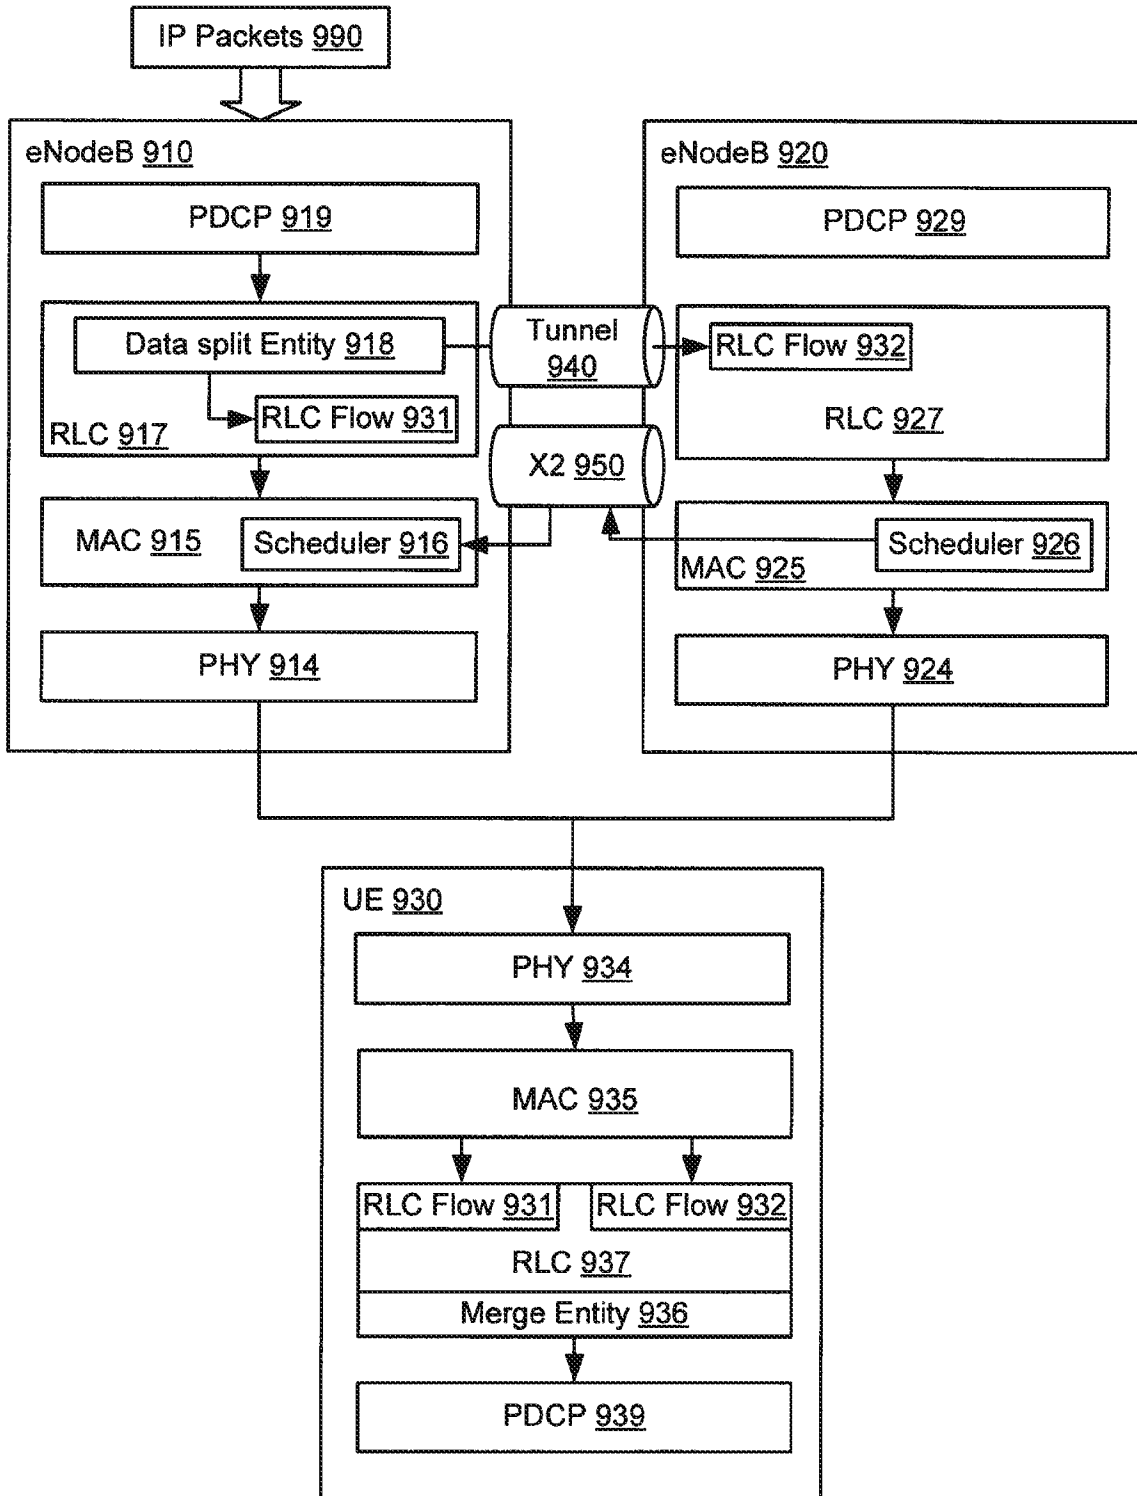 IP Packets 990
eNodeB 910
PDCP 919
Data split Entity 918
RLC Flow 931
RLC 917
MAC 915
Scheduler 916
PHY 914
Tunnel
940
X2 950
eNodeB 920
PDCP 929
RLC Flow 932
RLC 927
Scheduler 926
MAC 925
PHY 924
UE 930
PHY 934
MAC 935
RLC Flow 931
RLC Flow 932
RLC 937
Merge Entity 936
PDCP 939